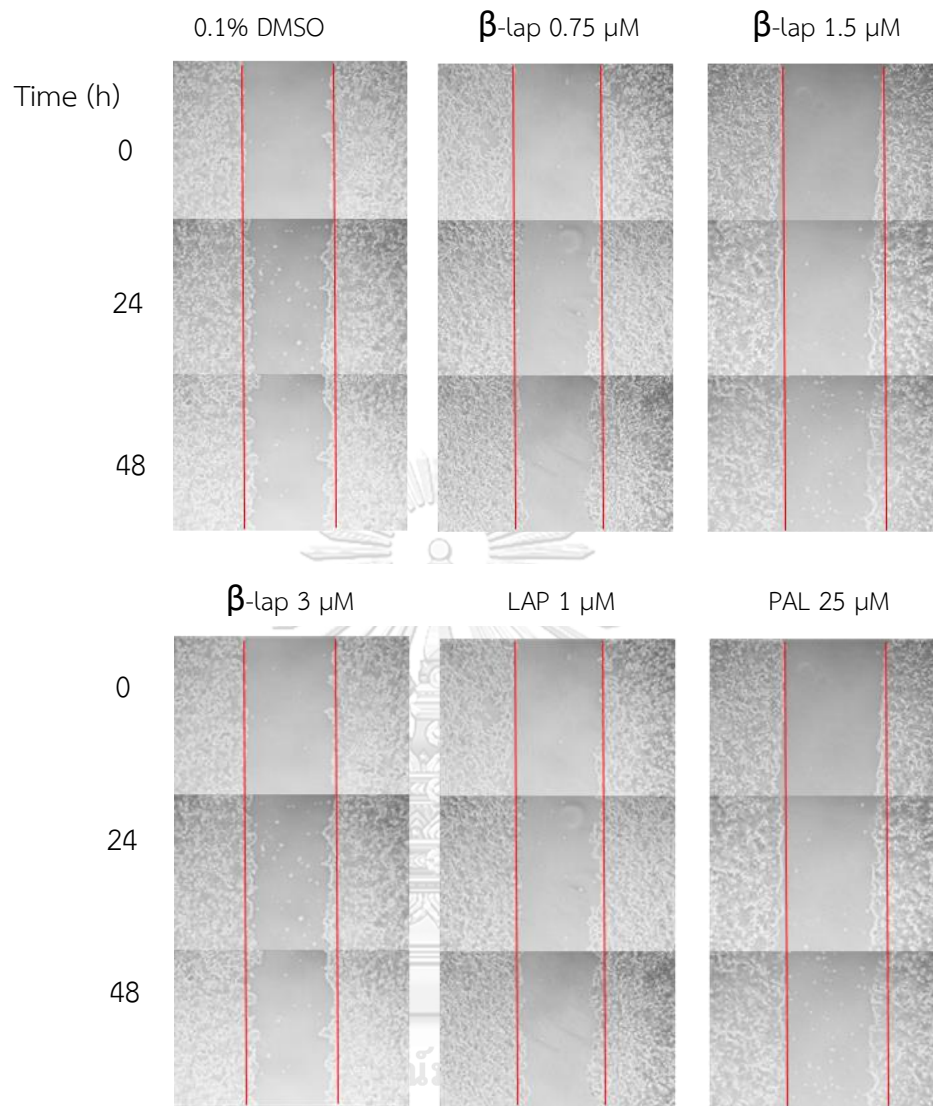 0.1% DMSO
β-lap 0.75 µM
β-lap 1.5 µM
Time (h)
0
24
48
β-lap 3 µM
LAP 1 µM
PAL 25 µM
0
24
48